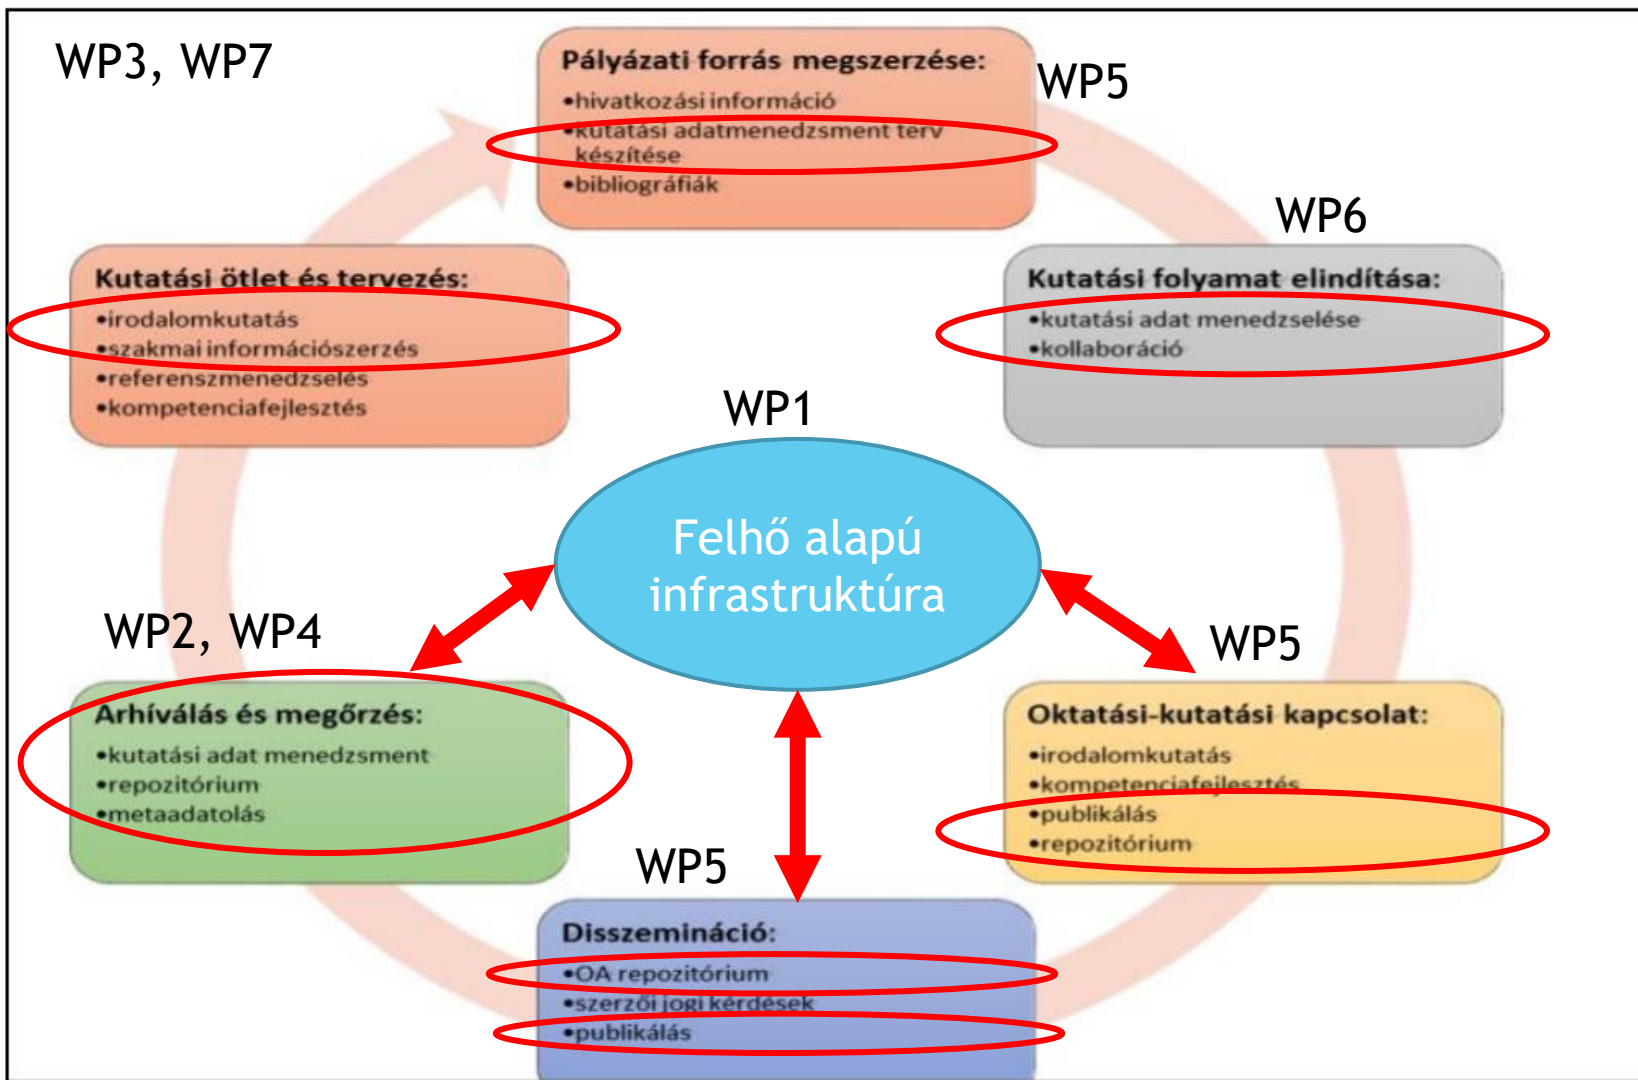 WP3, WP7
Pályázati forrás megszerzése:
•hivatkozási információ
•kutatási adatmenedzsment terv
készítése
•bibliográfiák
WP5
WP6
Kutatási ötlet és tervezés:
•irodalomkutatás
•szakmai információszerzés
•referenszmenedzselés
•kompetenciafejlesztés
Kutatási folyamat elindítása:
•kutatási adat menedzselése
•kollaboráció
WP1
Felhő alapú
infrastruktúra
WP2, WP4
Arhíválás és megőrzés:
•kutatási adat menedzsment
•repozitórium
•metaadatolás
WP5
Oktatási-kutatási kapcsolat:
•irodalomkutatás
•kompetenciafejlesztés
•publikálás
•repozitórium
WP5
Disszemináció:
•OA repozitórium
•szerzői jogi kérdések
•publikálás